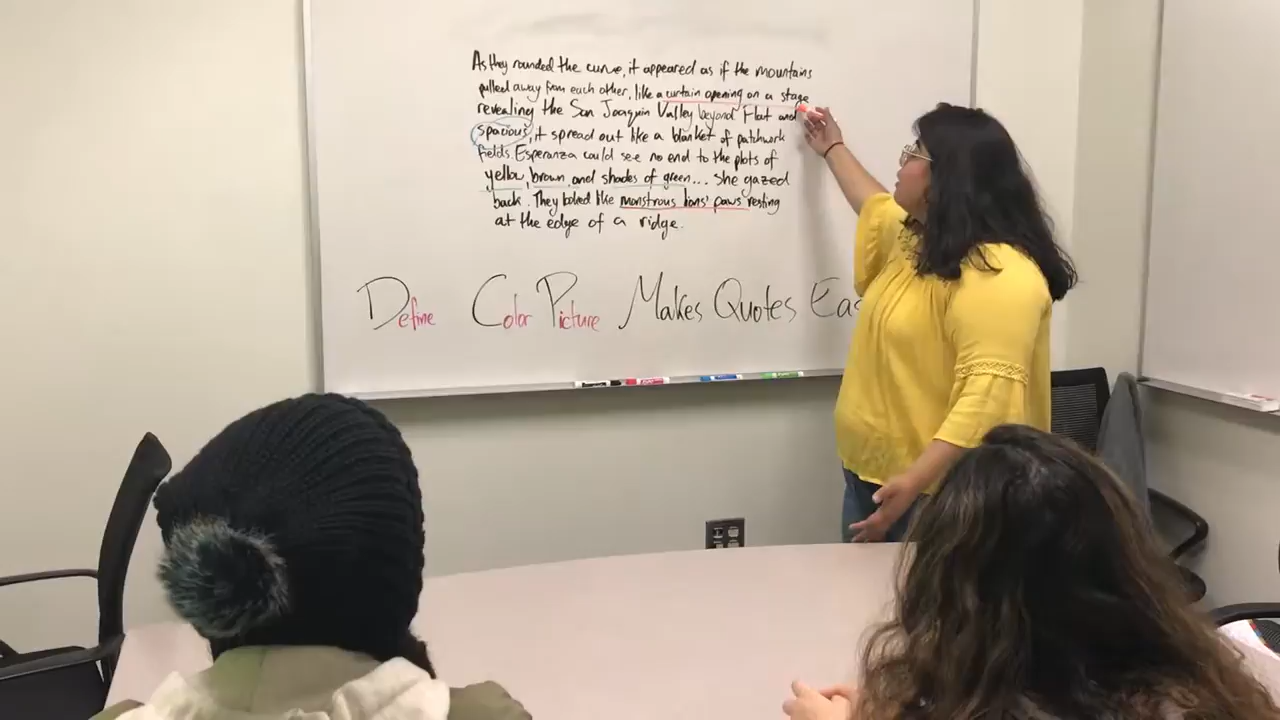 As they rounded the curve, it appeared as if the mountains
pulled away from each other, like a curtain opening on a stage
revealing the San Joaquin Valley beyond Flat and
spacious, it spread out like a blanket of patchwork
fields. Esperanza could see no end to the plots of
yellow, brown, and shades of green... She gazed
back. They looked like monstrous lions' paws resting
at the edge of a ridge.
Define Color Picture Makes Quotes Eas